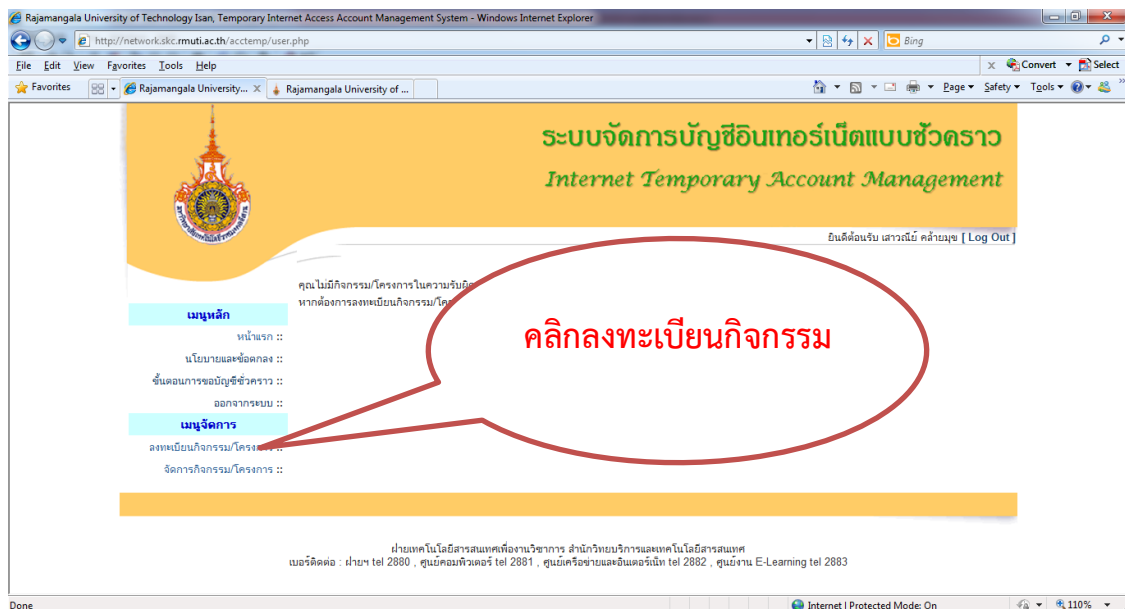 Rajamangala University of Technology Isan, Temporary Internet Access Account Management System - Windows Internet Explorer
http://network.skc.rmuti.ac.th/acctemp/user.php
Bing
File Edit View Favorites Tools Help
Convert
Select
Favorites
Rajamangala University...
Rajamangala University of ...
Page Safety Tools
ระบบจัดการบัญชีอินเทอร์เน็ตแบบชั่วคราว
Internet Temporary Account Management
ยินดีต้อนรับ เสาวณีย์ คล้ายมุข [ Log Out ]
คุณไม่มีกิจกรรม/โครงการในความรับผิด
หากต้องการลงทะเบียนกิจกรรม/โค
คลิกลงทะเบียนกิจกรรม
เมนูหลัก
หน้าแรก ::
นโยบายและข้อตกลง ::
ขั้นตอนการขอบัญชีชั่วคราว ::
ออกจากระบบ ::
เมนูจัดการ
ลงทะเบียนกิจกรรม/โครงการ ::
จัดการกิจกรรม/โครงการ ::
ฝ่ายเทคโนโลยีสารสนเทศเพื่องานวิชาการ สำนักวิทยบริการและเทคโนโลยีสารสนเทศ
เบอร์ติดต่อ : ฝ่ายฯ tel 2880 , ศูนย์คอมพิวเตอร์ tel 2881 , ศูนย์เครือข่ายและอินเตอร์เน็ท tel 2882 , ศูนย์งาน E-Learning tel 2883
Done
Internet | Protected Mode: On
110%